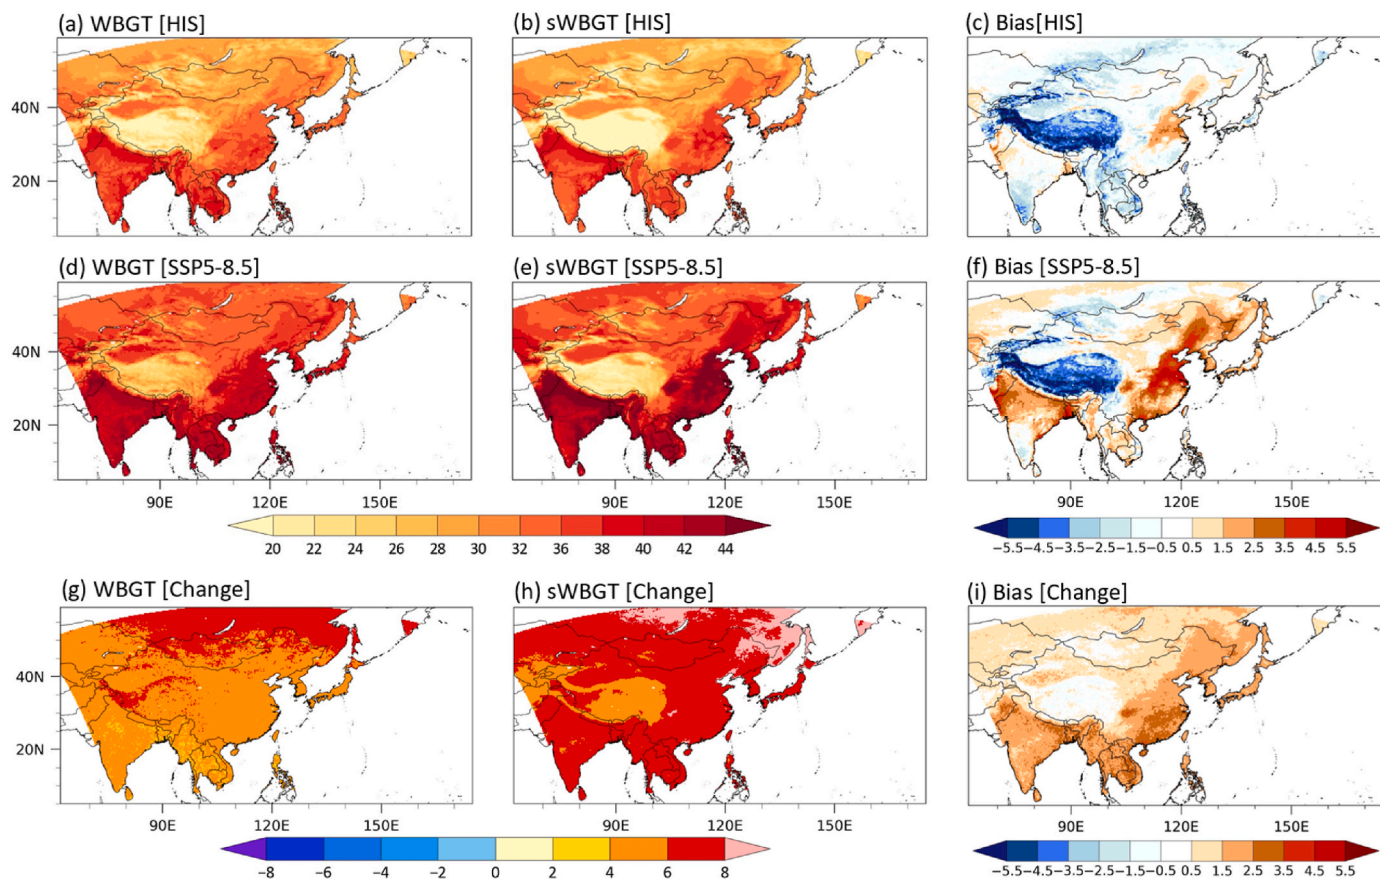 (a) WBGT [HIS]
(b) sWBGT [HIS]
(c) Bias[HIS]
40N
20N
(d) WBGT [SSP5-8.5]
(e) sWBGT [SSP5-8.5]
(f) Bias [SSP5-8.5]
40N
20N
90E 120E 150E
90E 120E 150E
90E 120E 150E
20 22 24 26 28 30 32 36 38 40 42 44
−5.5−4.5−3.5−2.5−1.5−0.5 0.5 1.5 2.5 3.5 4.5 5.5
(g) WBGT [Change]
(h) sWBGT [Change]
(i) Bias [Change]
40N
20N
90E 120E 150E
90E 120E 150E
90E 120E 150E
−8 −6 −4 −2 0 2 4 6 8
−5.5−4.5−3.5−2.5−1.5−0.5 0.5 1.5 2.5 3.5 4.5 5.5